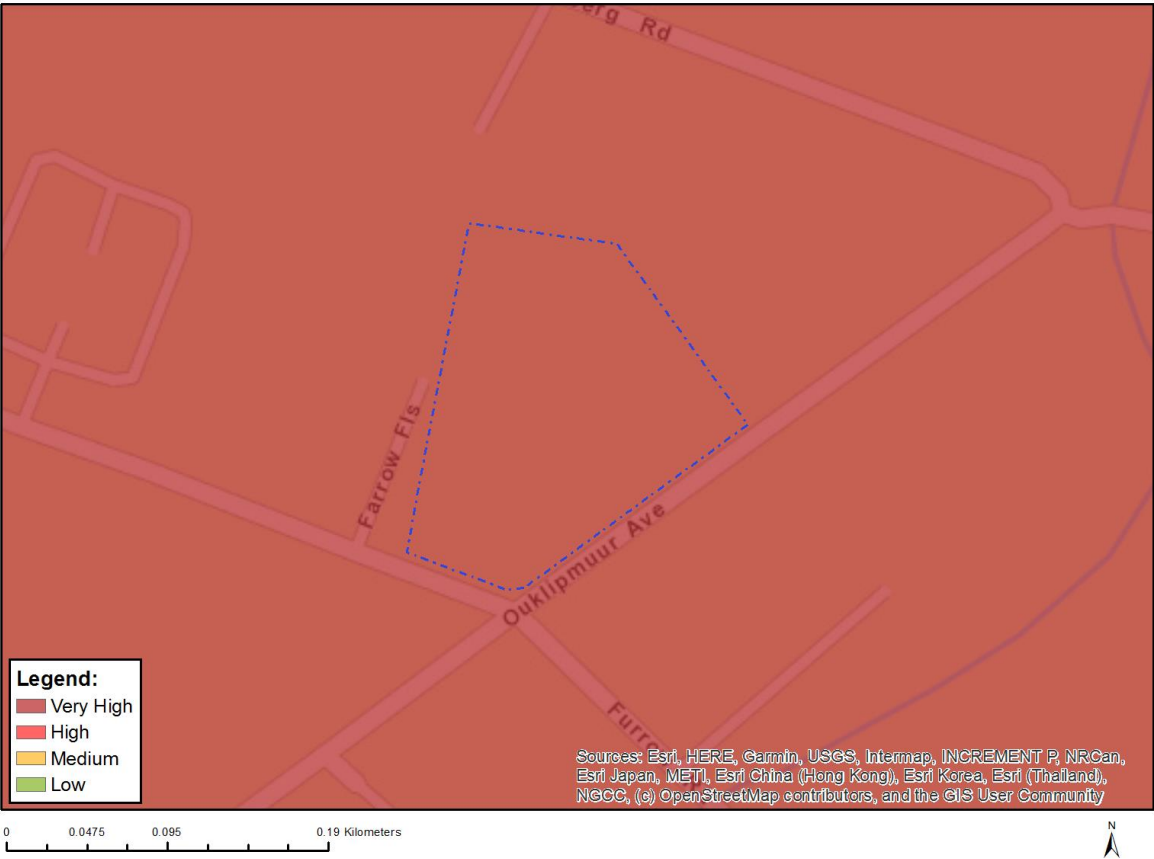 Rd
Farrow Fls
Ouklipmuur Ave
Legend:
Very High
High
Medium
Low
Sources: Esri, HERE, Garmin, USGS, Intermap, INCREMENT P, NRCan,
Esri Japan, METI, Esri China (Hong Kong), Esri Korea, Esri (Thailand),
NGCC, (c) OpenStreetMap contributors, and the GIS User Community
0 0.0475 0.095 0.19 Kilometers
N